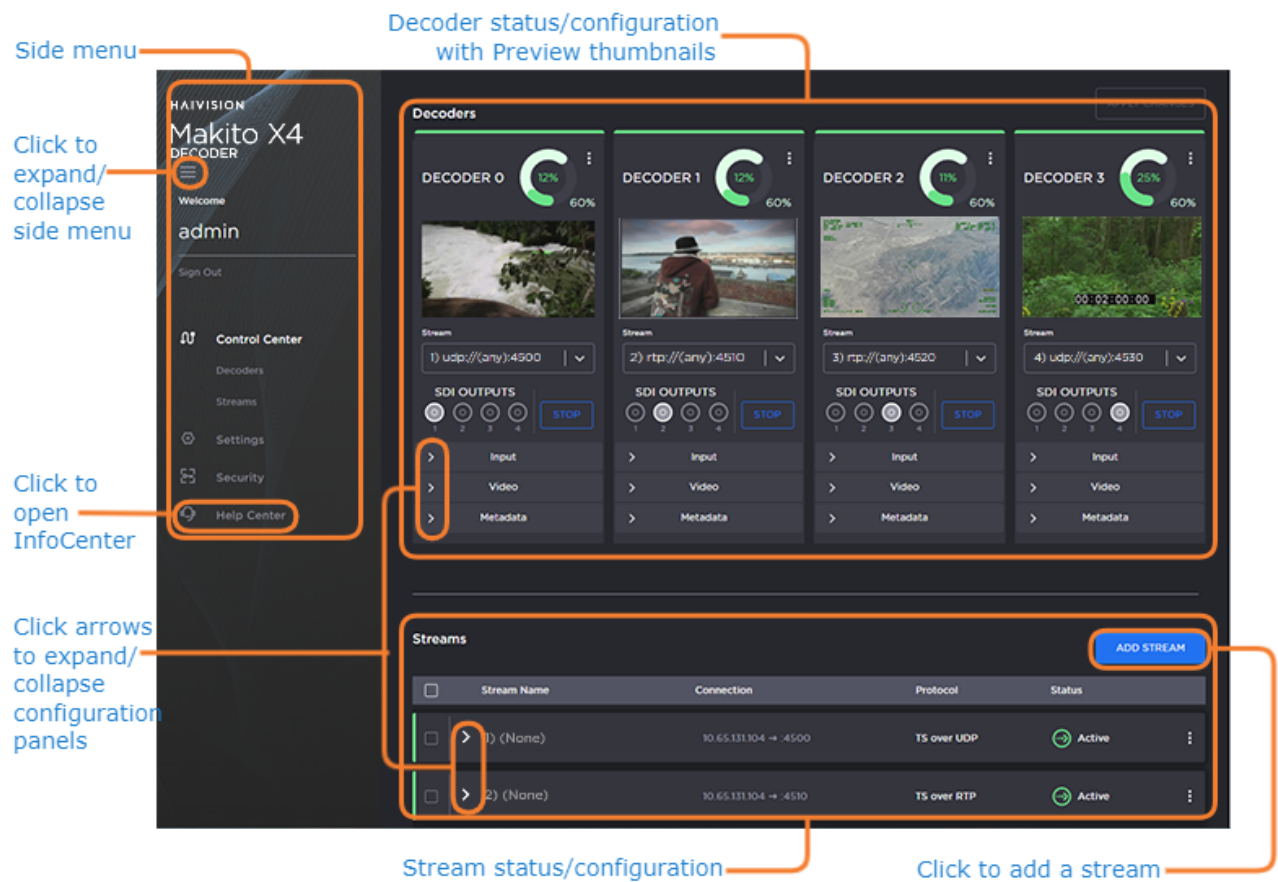 Decoder status/configuration
with Preview thumbnails
Side menu
Click to
expand/
collapse
side menu
Click to
open
InfoCenter
Click arrows
to expand/
collapse
configuration
panels
HAIVISION
Makito X4
DECODER
Welcome
admin
Sign Out
Control Center
Decoders
Streams
Settings
Security
Help Center
Decoders
APPLY CHANGES
DECODER 0
12%
60%
Stream
1) udp://(any):4500
SDI OUTPUTS
1 2 3 4
STOP
Input
Video
Metadata
DECODER 1
12%
60%
Stream
2) rtp://(any):4510
SDI OUTPUTS
1 2 3 4
STOP
Input
Video
Metadata
DECODER 2
11%
60%
Stream
3) rtp://(any):4520
SDI OUTPUTS
1 2 3 4
STOP
Input
Video
Metadata
DECODER 3
25%
60%
00:02:00:00
Stream
4) udp://(any):4530
SDI OUTPUTS
1 2 3 4
STOP
Input
Video
Metadata
Streams
ADD STREAM
Stream Name Connection Protocol Status
1) (None) 10.65.131.104 → :4500 TS over UDP Active
2) (None) 10.65.131.104 → :4510 TS over RTP Active
Stream status/configuration
Click to add a stream